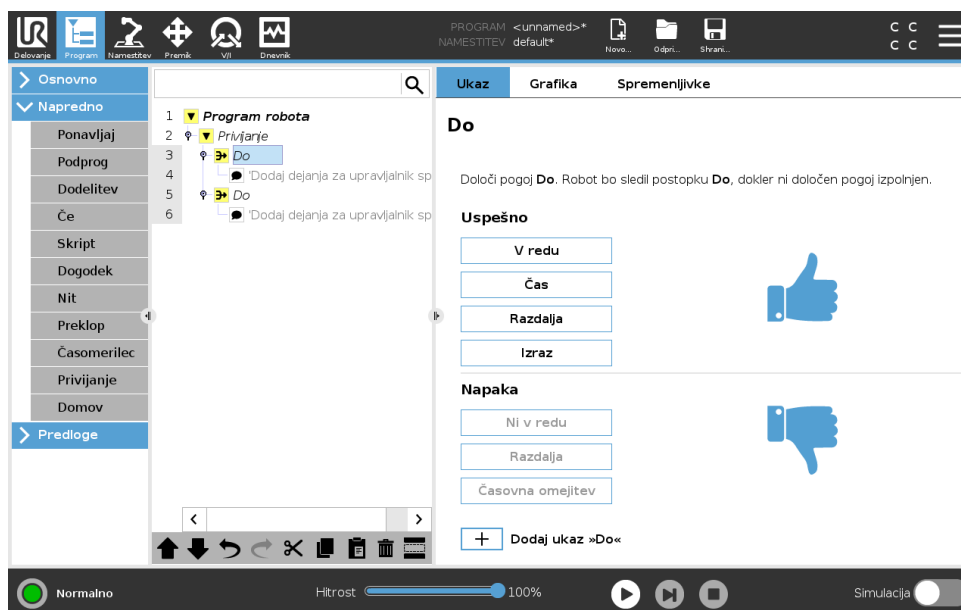 PROGRAM <unnamed>*
NAMESTITEV default*
Delovanje Program Namestitev Premik V/I Dnevnik Novo... Odpri... Shrani...
C C
C C
Osnovno
Napredno
Ponavljaj
Podprog
Dodelitev
Če
Skript
Dogodek
Nit
Preklop
Časomerilec
Privijanje
Domov
Predloge
1 Program robota
2 Privijanje
3 Do
4 'Dodaj dejanja za upravljalnik sp
5 Do
6 'Dodaj dejanja za upravljalnik sp
Ukaz Grafika Spremenljivke
Do
Določi pogoj Do. Robot bo sledil postopku Do, dokler ni določen pogoj izpolnjen.
Uspešno
V redu
Čas
Razdalja
Izraz
Napaka
Ni v redu
Razdalja
Časovna omejitev
Dodaj ukaz »Do«
Normalno Hitrost 100% Simulacija